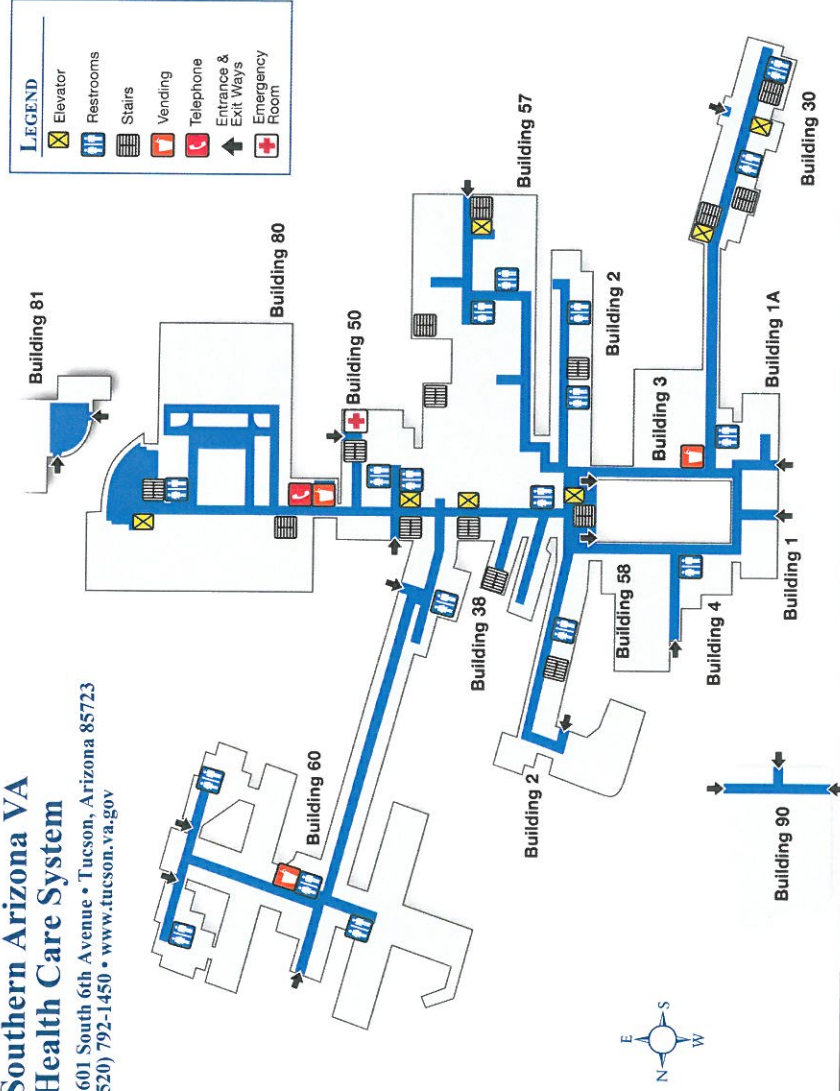 Southern Arizona VA
Health Care System
601 South 6th Avenue • Tucson, Arizona 85723
520) 792-1450 • www.tucson.va.gov
LEGEND
Elevator
Restrooms
Stairs
Vending
Telephone
Entrance &
Exit Ways
Emergency
Room
Building 81
Building 80
Building 50
Building 57
Building 2
Building 3
Building 30
Building 1A
Building 1
Building 4
Building 58
Building 38
Building 2
Building 60
Building 90
N
E
S
W